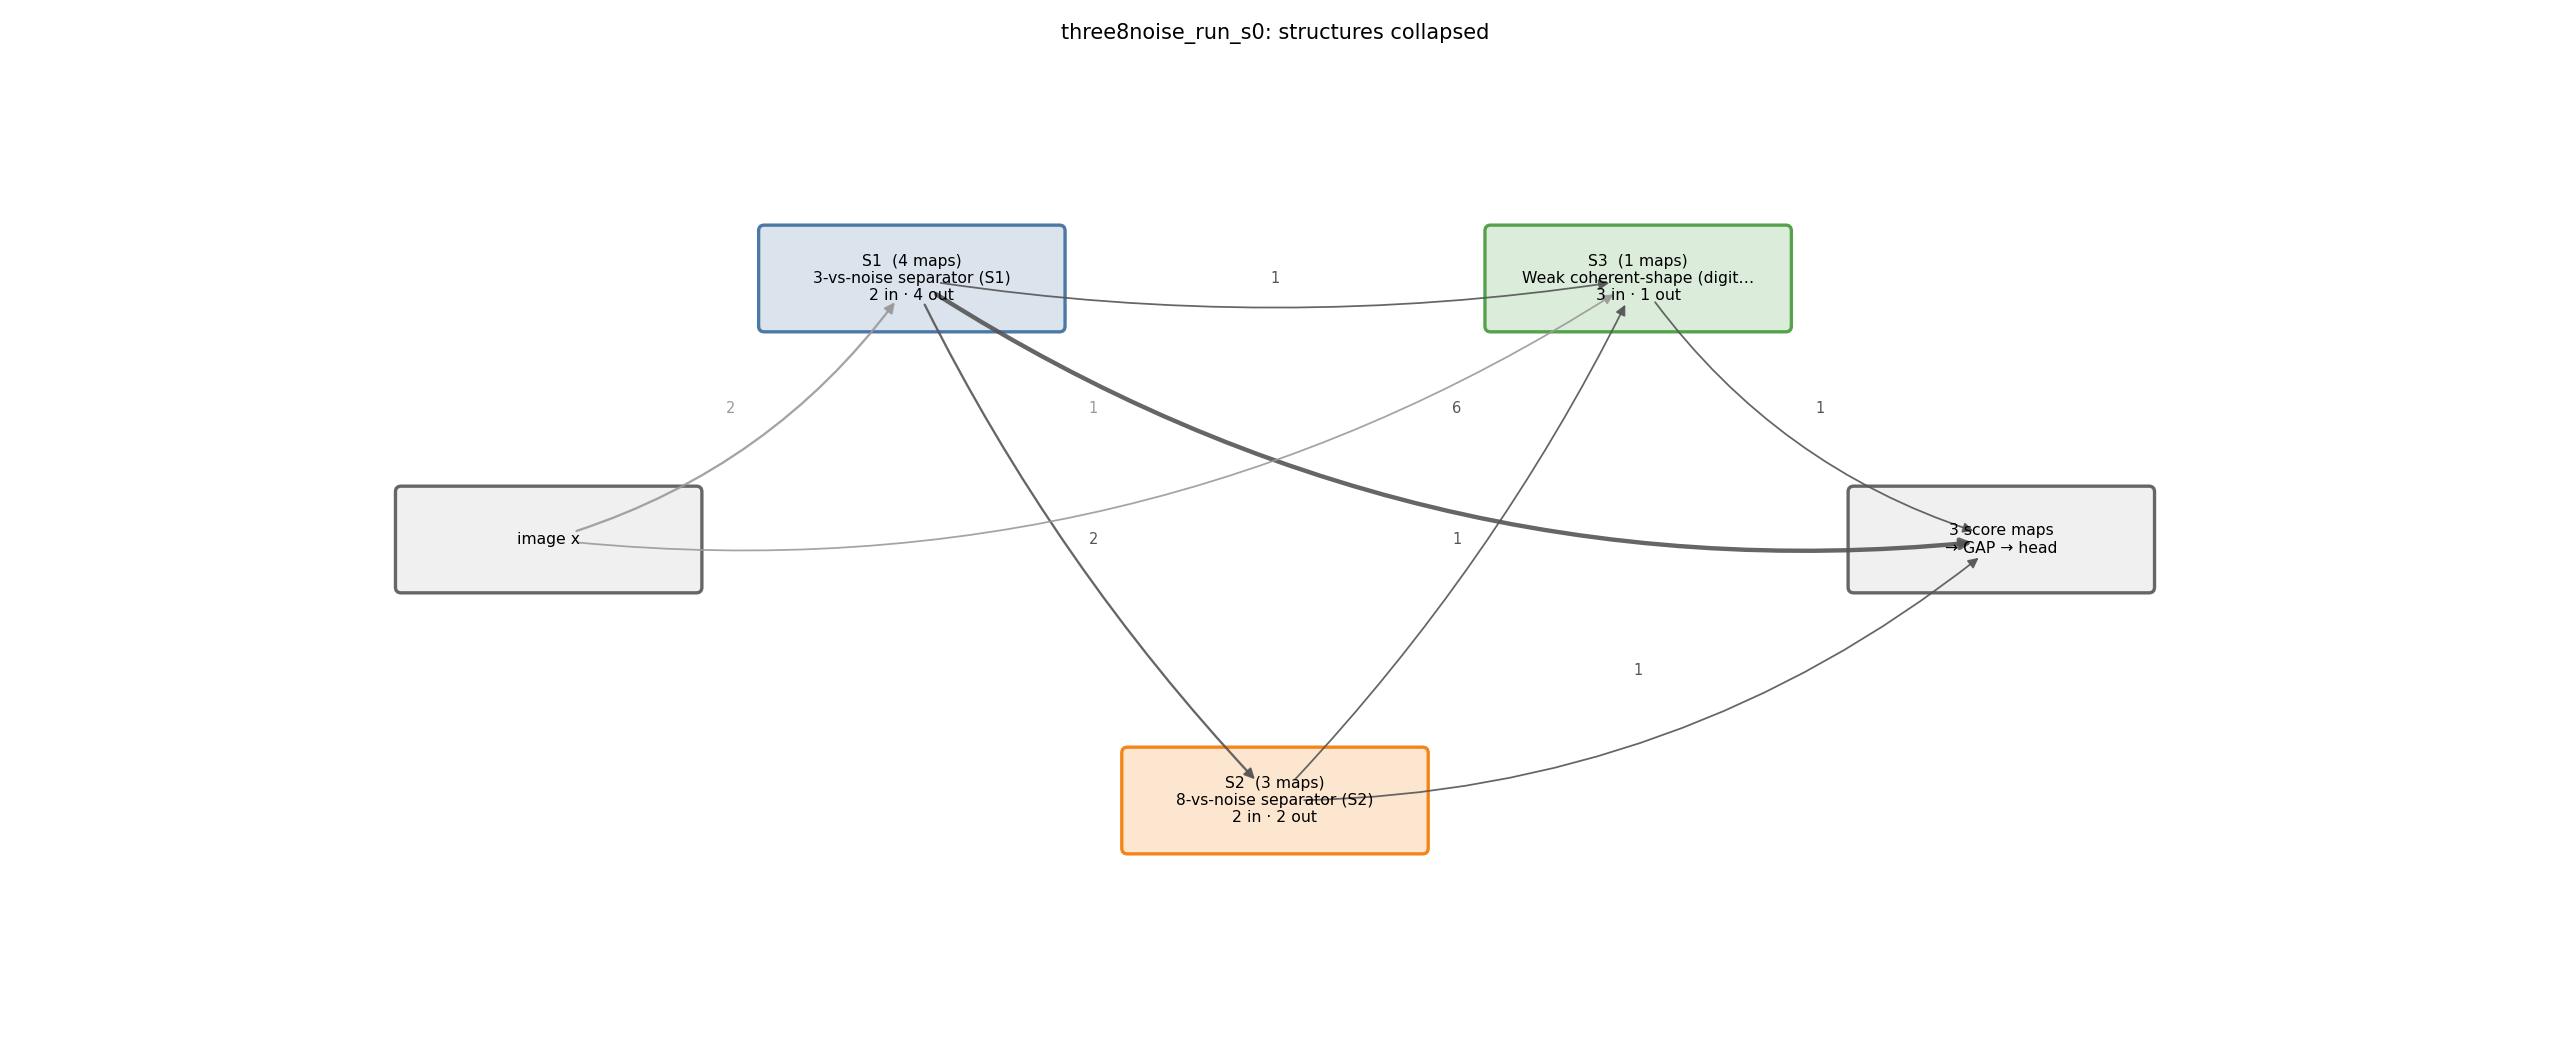 three8noise_run_s0: structures collapsed
S1  (4 maps)
3-vs-noise separator (S1)
2 in · 4 out
1
S3  (1 maps)
Weak coherent-shape (digit…
3 in · 1 out
2
1
6
1
image x
2
1
3 score maps
→ GAP → head
1
S2  (3 maps)
8-vs-noise separator (S2)
2 in · 2 out